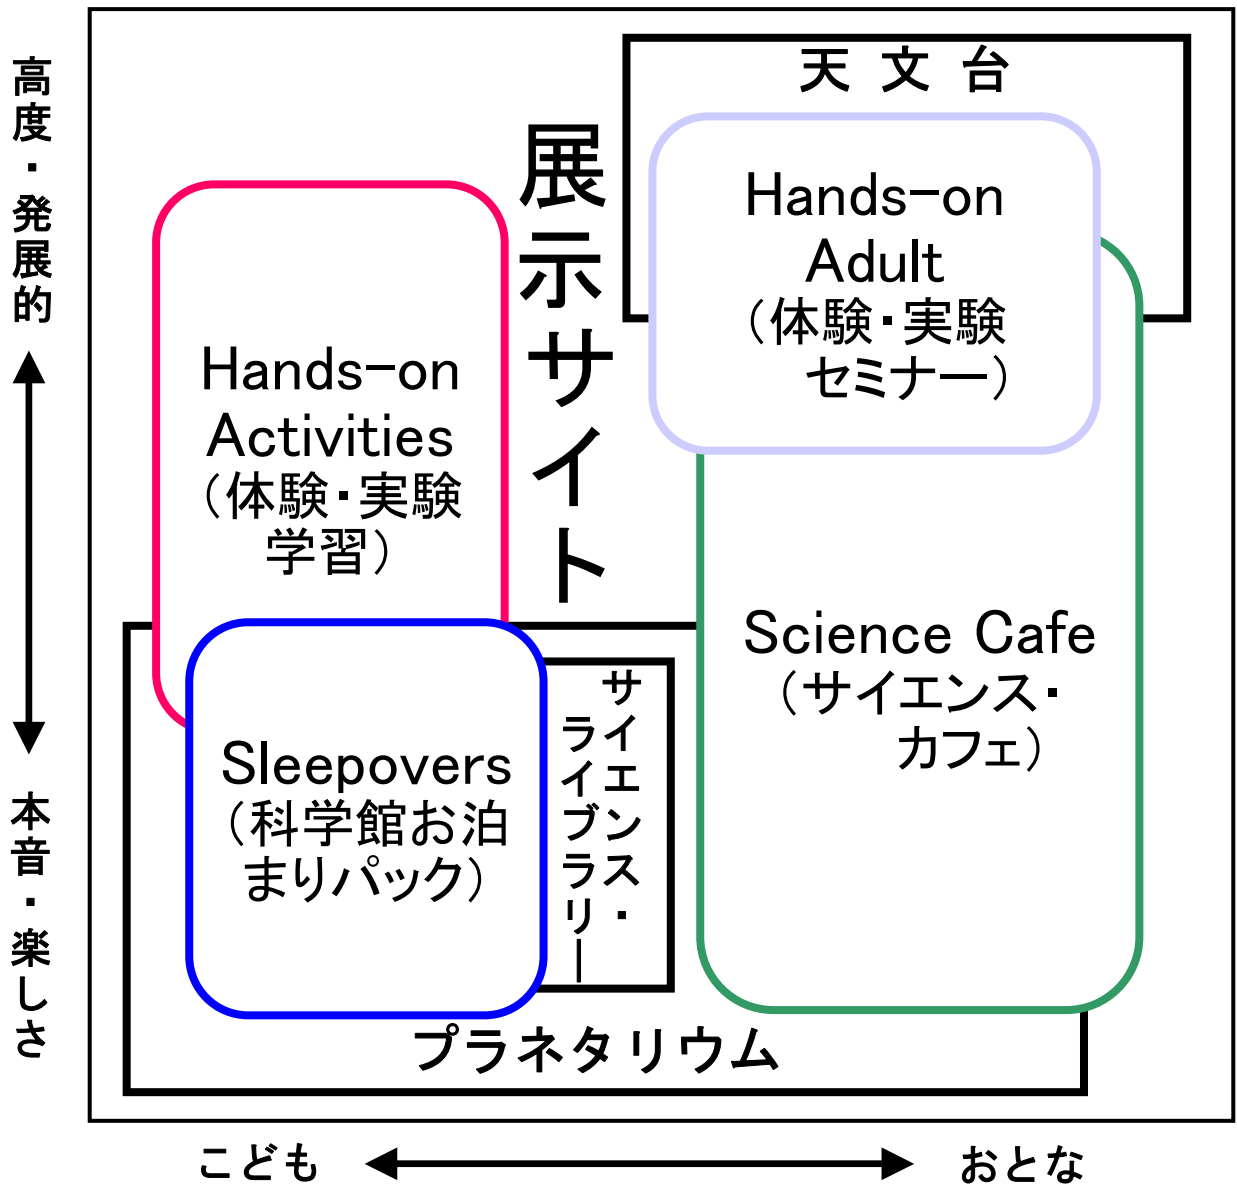 高度・発展的
本音・楽しさ
天文台
展示サイト
Hands-on
Adult
（体験・実験
セミナー）
Hands-on
Activities
（体験・実験
学習）
Science Cafe
（サイエンス・
カフェ）
サイエンス・
ライブラリー
Sleepovers
（科学館お泊
まりパック）
プラネタリウム
こども
おとな